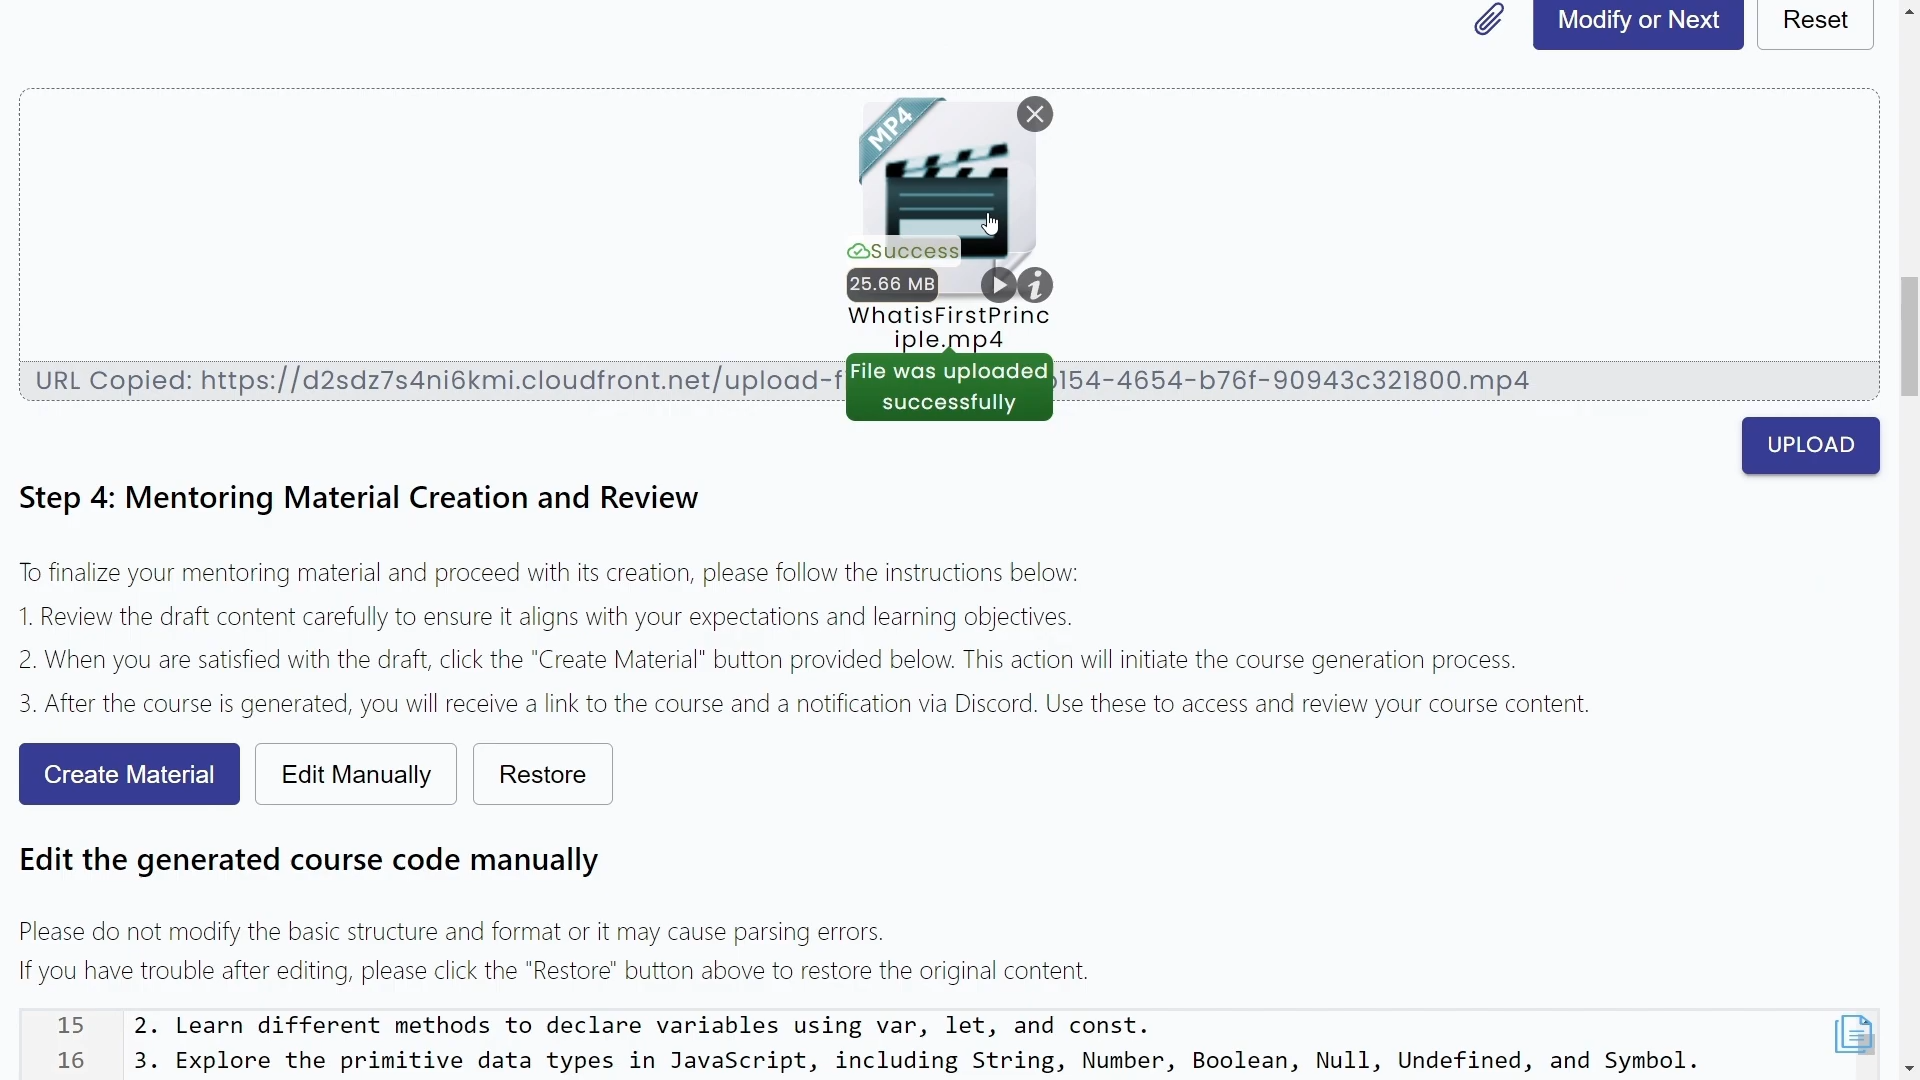 Modify or Next
Reset
MP4
Success
25.66 MB
WhatisFirstPrinc
iple.mp4
URL Copied: https://d2sdz7s4ni6kmi.cloudfront.net/upload-f 154-4654-b76f-90943c321800.mp4
File was uploaded
successfully
UPLOAD
Step 4: Mentoring Material Creation and Review
To finalize your mentoring material and proceed with its creation, please follow the instructions below:
1. Review the draft content carefully to ensure it aligns with your expectations and learning objectives.
2. When you are satisfied with the draft, click the "Create Material" button provided below. This action will initiate the course generation process.
3. After the course is generated, you will receive a link to the course and a notification via Discord. Use these to access and review your course content.
Create Material
Edit Manually
Restore
Edit the generated course code manually
Please do not modify the basic structure and format or it may cause parsing errors.
If you have trouble after editing, please click the "Restore" button above to restore the original content.
15 2. Learn different methods to declare variables using var, let, and const.
16 3. Explore the primitive data types in JavaScript, including String, Number, Boolean, Null, Undefined, and Symbol.